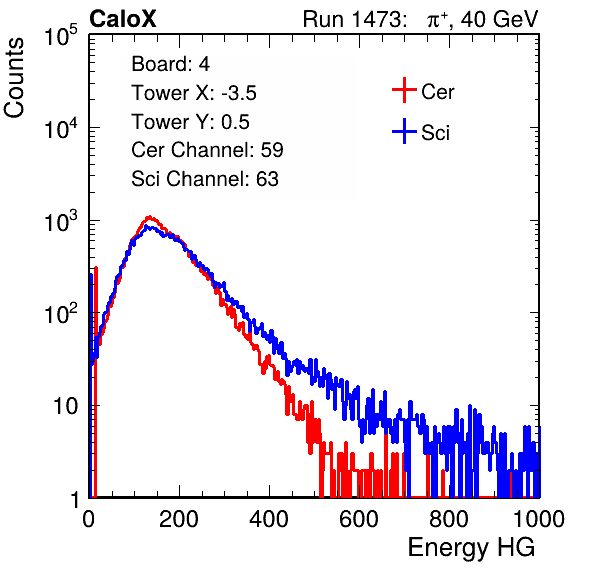 CaloX Run 1473: π⁺, 40 GeV
Counts
10⁵
10⁴
10³
10²
10
1
Board: 4
Tower X: -3.5
Tower Y: 0.5
Cer Channel: 59
Sci Channel: 63
Cer
Sci
0 200 400 600 800 1000
Energy HG